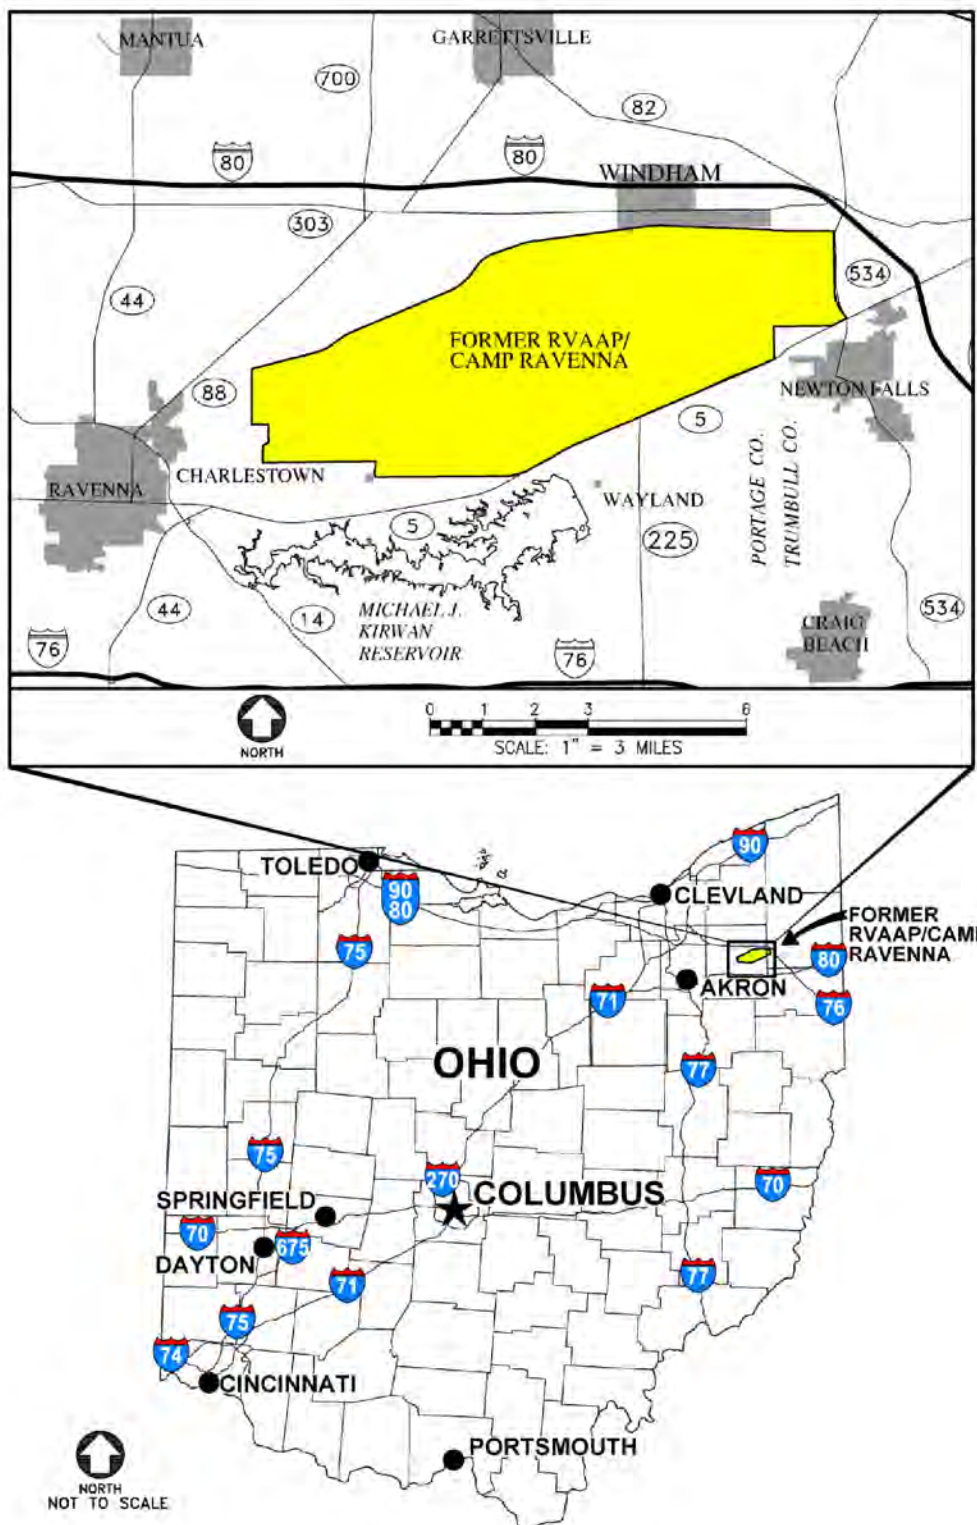 MANTUA
GARRETTSVILLE
700
82
80
80
WINDHAM
303
534
44
FORMER RVAAP/
CAMP RAVENNA
88
NEWTON FALLS
5
CHARLESTOWN
RAVENNA
WAYLAND
PORTAGE CO.
TRUMBULL CO.
5
225
44
14
MICHAEL J.
KIRWAN
RESERVOIR
534
CRAIG
BEACH
76
76
NORTH
0 1 2 3 6
SCALE: 1" = 3 MILES
TOLEDO
90
80
90
CLEVLAND
75
FORMER
RVAAP/CAMP
RAVENNA
80
AKRON
71
76
OHIO
77
75
270
70
COLUMBUS
SPRINGFIELD
70
675
DAYTON
77
71
75
74
CINCINNATI
PORTSMOUTH
NORTH
NOT TO SCALE